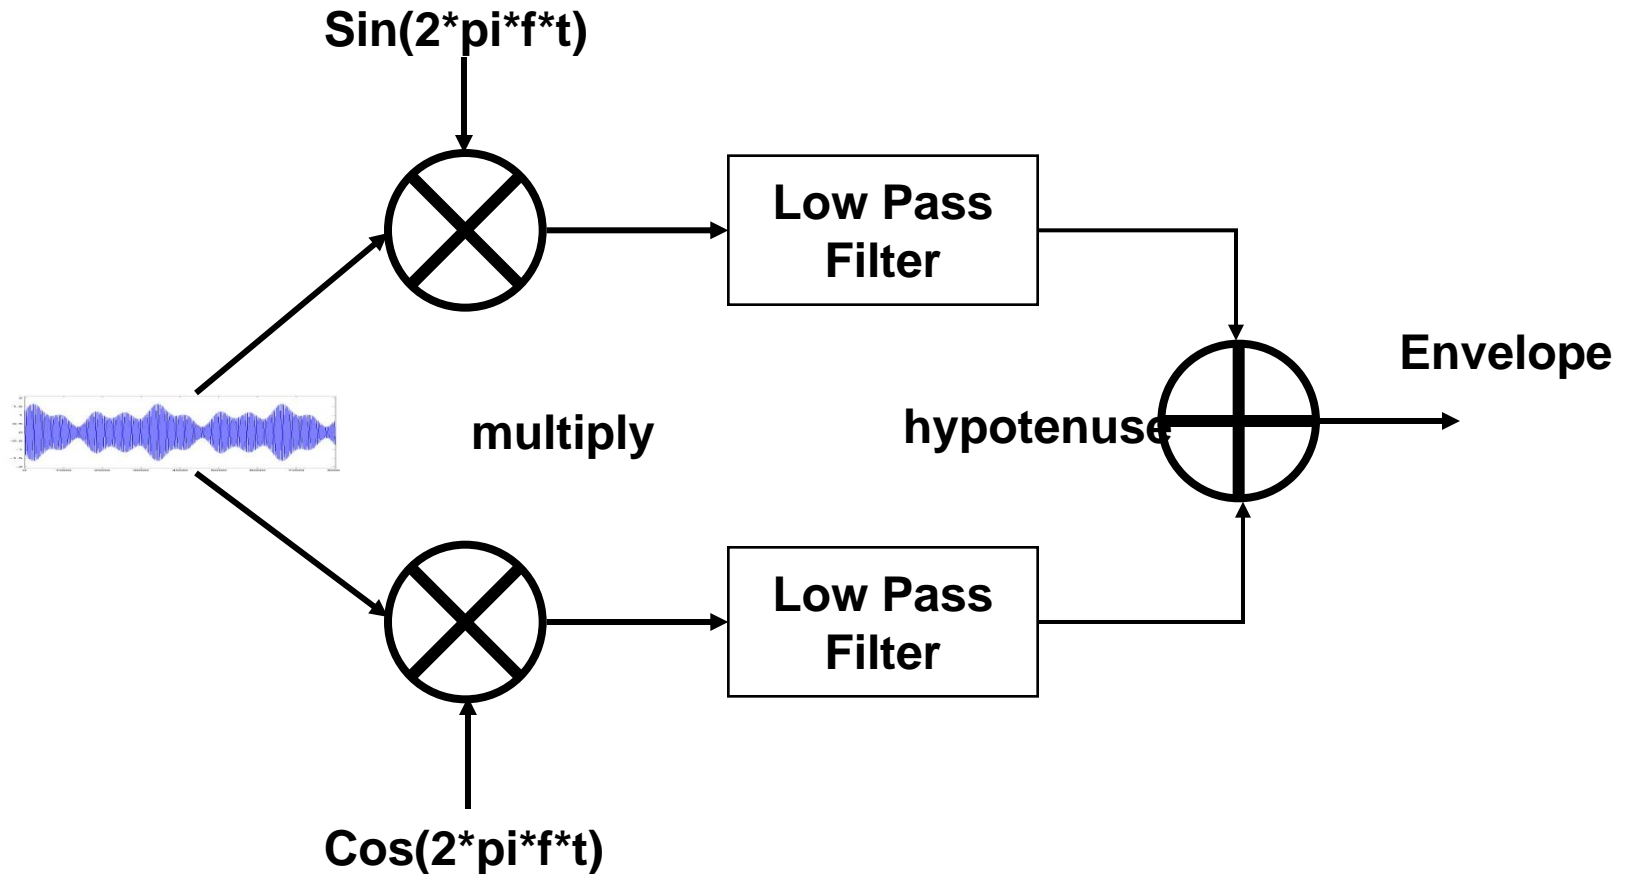 Sin(2*pi*f*t)
Low Pass
Filter
Envelope
multiply
hypotenuse
Low Pass
Filter
Cos(2*pi*f*t)